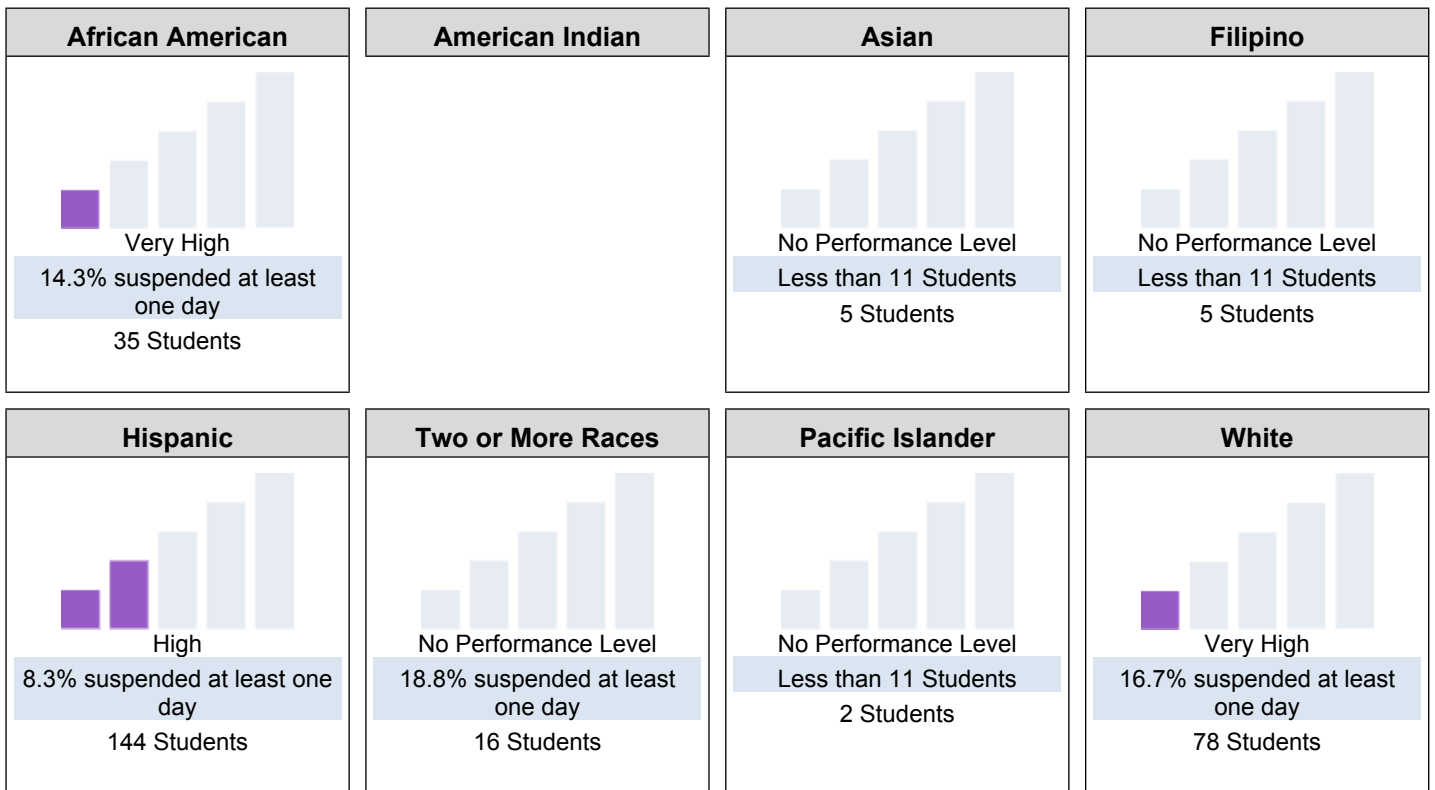 African American
Very High
14.3% suspended at least
one day
35 Students
American Indian
Asian
No Performance Level
Less than 11 Students
5 Students
Filipino
No Performance Level
Less than 11 Students
5 Students
Hispanic
High
8.3% suspended at least one
day
144 Students
Two or More Races
No Performance Level
18.8% suspended at least
one day
16 Students
Pacific Islander
No Performance Level
Less than 11 Students
2 Students
White
Very High
16.7% suspended at least
one day
78 Students